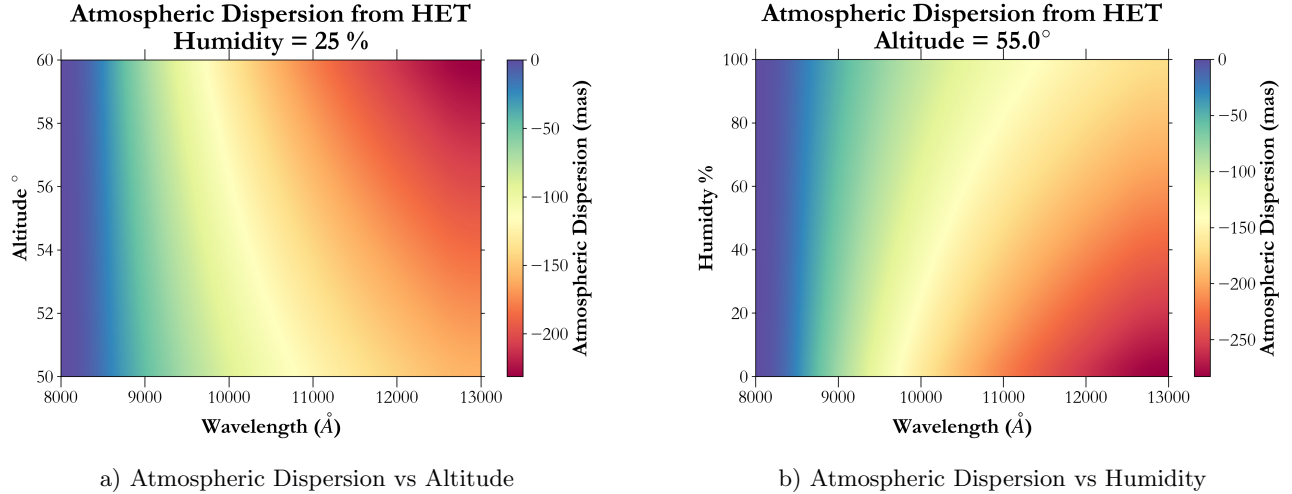 Atmospheric Dispersion from HET
Humidity = 25 %
60
58
56
54
52
50
Altitude °
8000
9000
10000
11000
12000
13000
Wavelength (Å)
0
−50
−100
−150
−200
Atmospheric Dispersion (mas)
a) Atmospheric Dispersion vs Altitude
Atmospheric Dispersion from HET
Altitude = 55.0°
100
80
60
40
20
0
Humidty %
8000
9000
10000
11000
12000
13000
Wavelength (Å)
0
−50
−100
−150
−200
−250
Atmospheric Dispersion (mas)
b) Atmospheric Dispersion vs Humidity